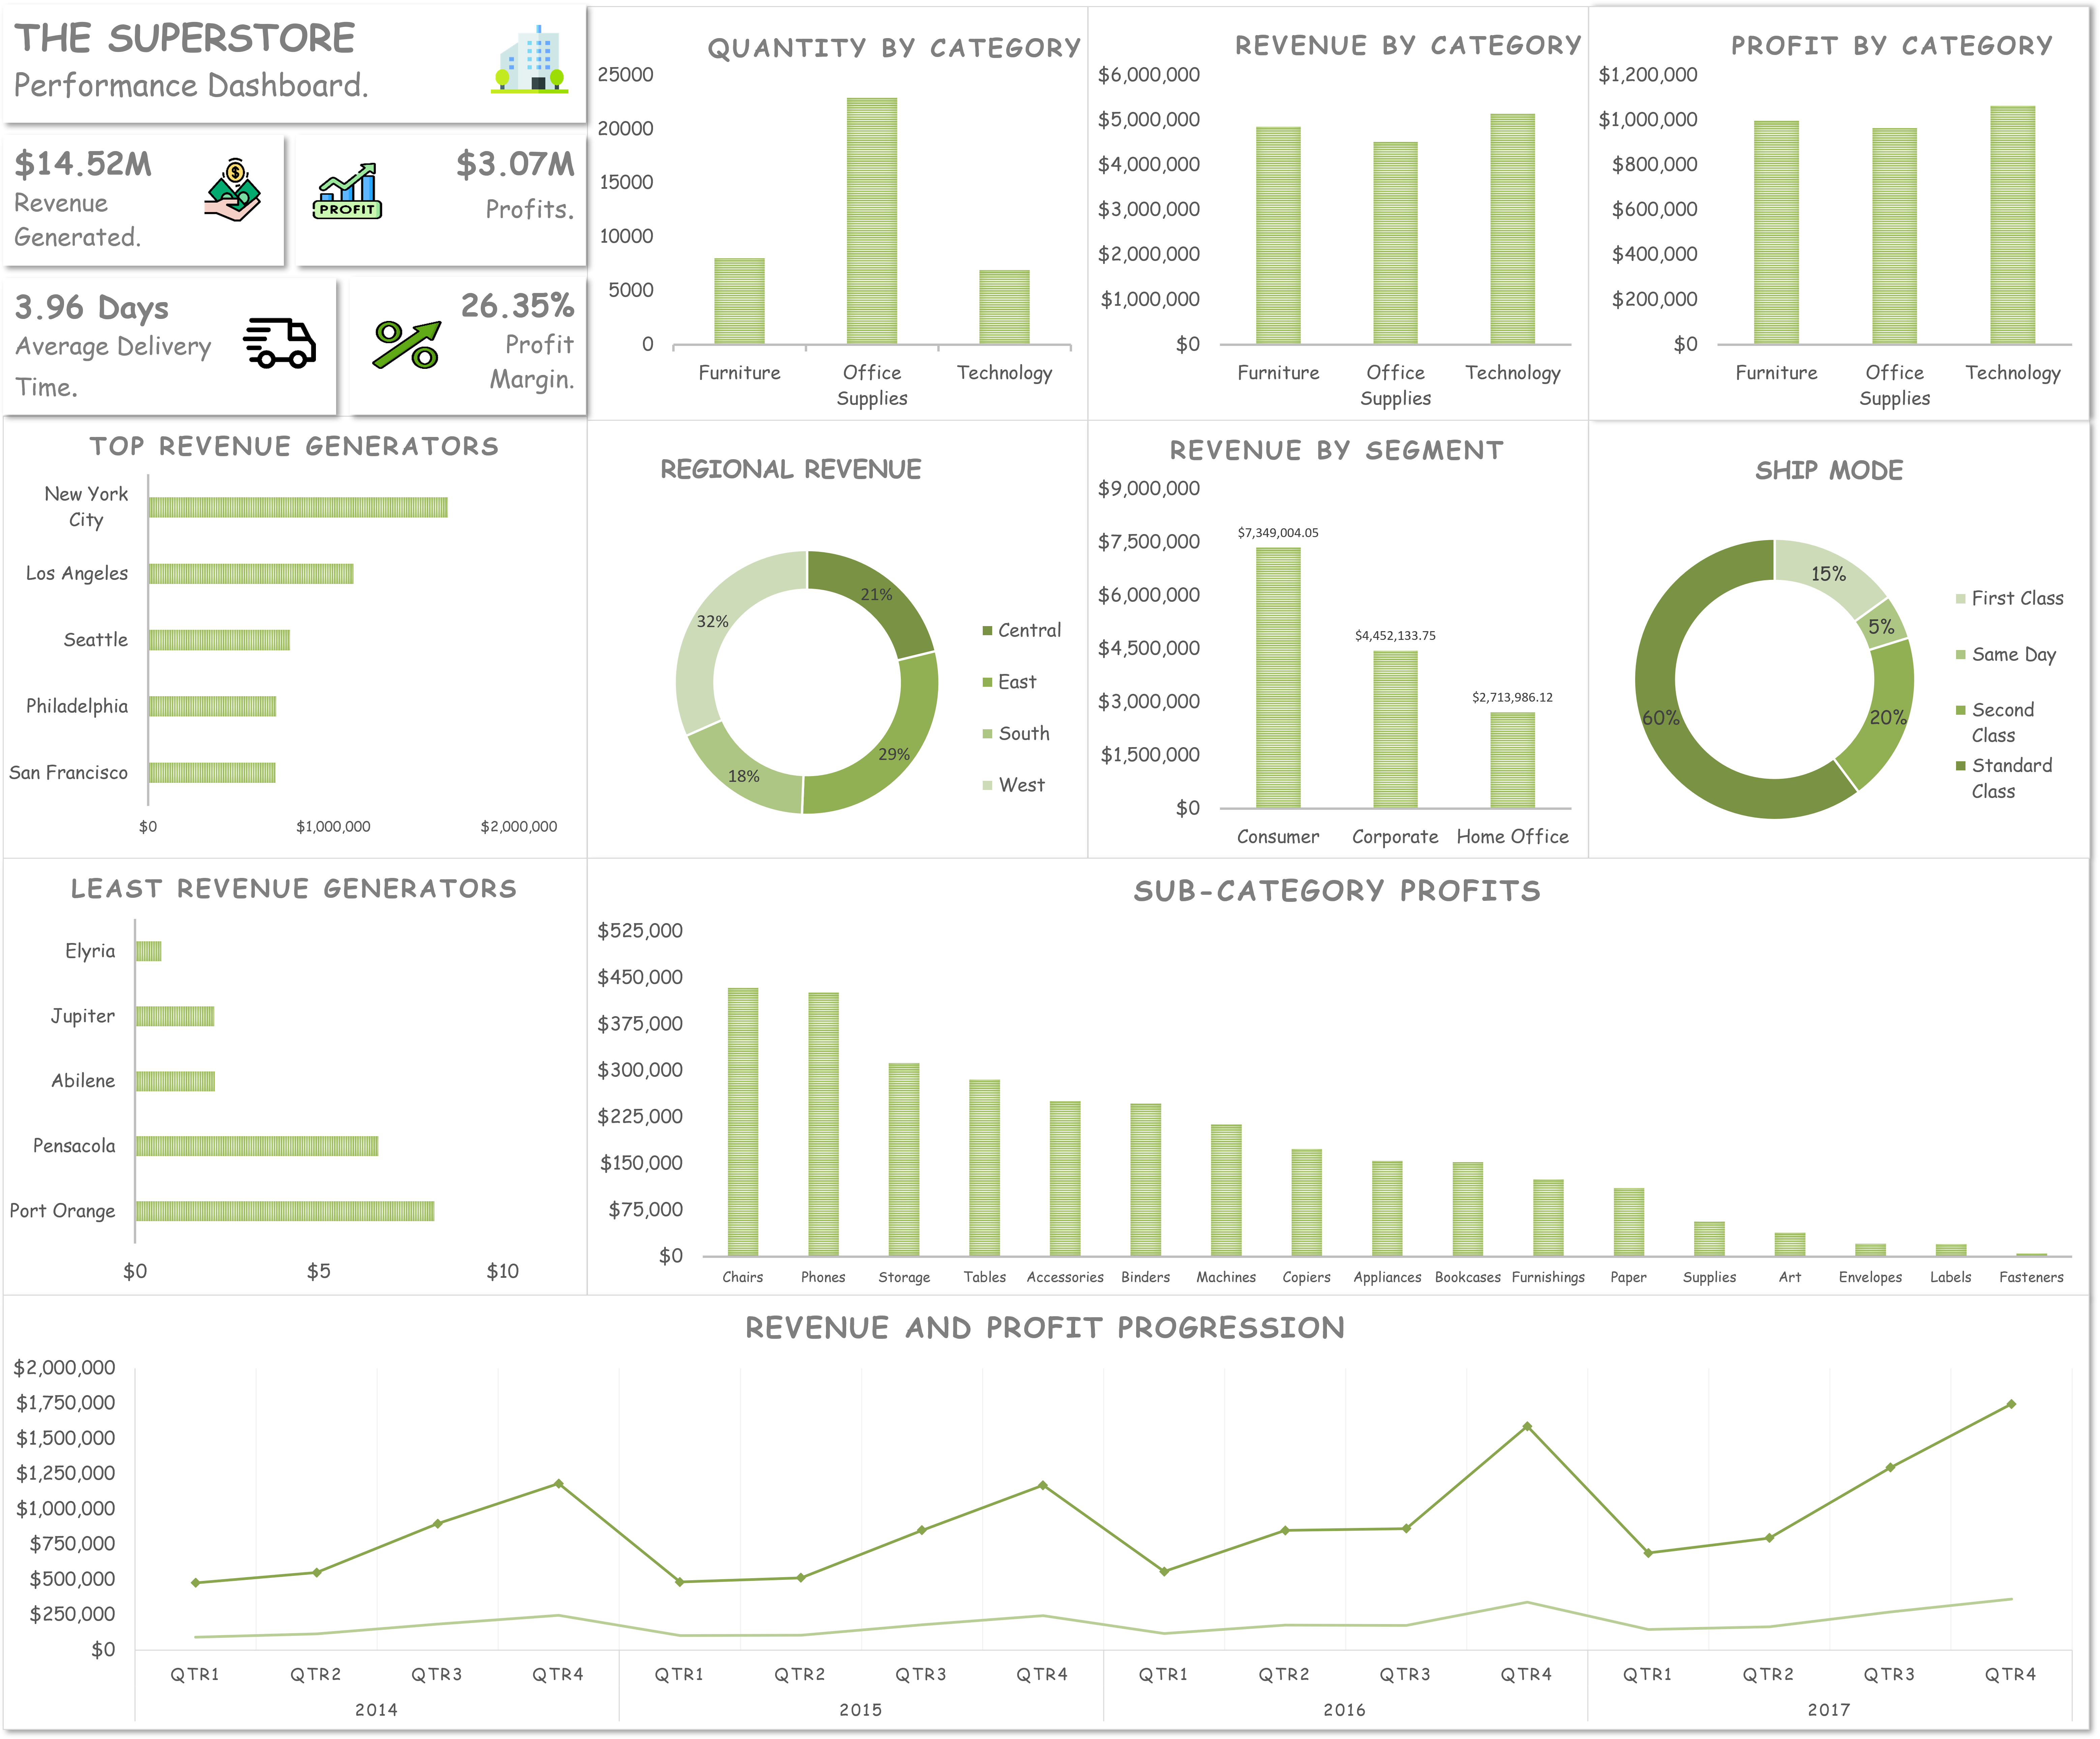 THE SUPERSTORE
Performance Dashboard.
$14.52M
Revenue
Generated.
PROFIT
$3.07M
Profits.
3.96 Days
Average Delivery
Time.
26.35%
Profit
Margin.
QUANTITY BY CATEGORY
25000
20000
15000
10000
5000
0
Furniture
Office
Supplies
Technology
REVENUE BY CATEGORY
$6,000,000
$5,000,000
$4,000,000
$3,000,000
$2,000,000
$1,000,000
$0
Furniture
Office
Supplies
Technology
PROFIT BY CATEGORY
$1,200,000
$1,000,000
$800,000
$600,000
$400,000
$200,000
$0
Furniture
Office
Supplies
Technology
TOP REVENUE GENERATORS
New York
City
Los Angeles
Seattle
Philadelphia
San Francisco
$0
$1,000,000
$2,000,000
REGIONAL REVENUE
21%
29%
18%
32%
Central
East
South
West
REVENUE BY SEGMENT
$9,000,000
$7,500,000
$6,000,000
$4,500,000
$3,000,000
$1,500,000
$0
$7,349,004.05
$4,452,133.75
$2,713,986.12
Consumer
Corporate
Home Office
SHIP MODE
15%
5%
20%
60%
First Class
Same Day
Second
Class
Standard
Class
LEAST REVENUE GENERATORS
Elyria
Jupiter
Abilene
Pensacola
Port Orange
$0
$5
$10
SUB-CATEGORY PROFITS
$525,000
$450,000
$375,000
$300,000
$225,000
$150,000
$75,000
$0
Chairs
Phones
Storage
Tables
Accessories
Binders
Machines
Copiers
Appliances
Bookcases
Furnishings
Paper
Supplies
Art
Envelopes
Labels
Fasteners
REVENUE AND PROFIT PROGRESSION
$2,000,000
$1,750,000
$1,500,000
$1,250,000
$1,000,000
$750,000
$500,000
$250,000
$0
QTR1 QTR2 QTR3 QTR4 QTR1 QTR2 QTR3 QTR4 QTR1 QTR2 QTR3 QTR4 QTR1 QTR2 QTR3 QTR4
2014 2015 2016 2017